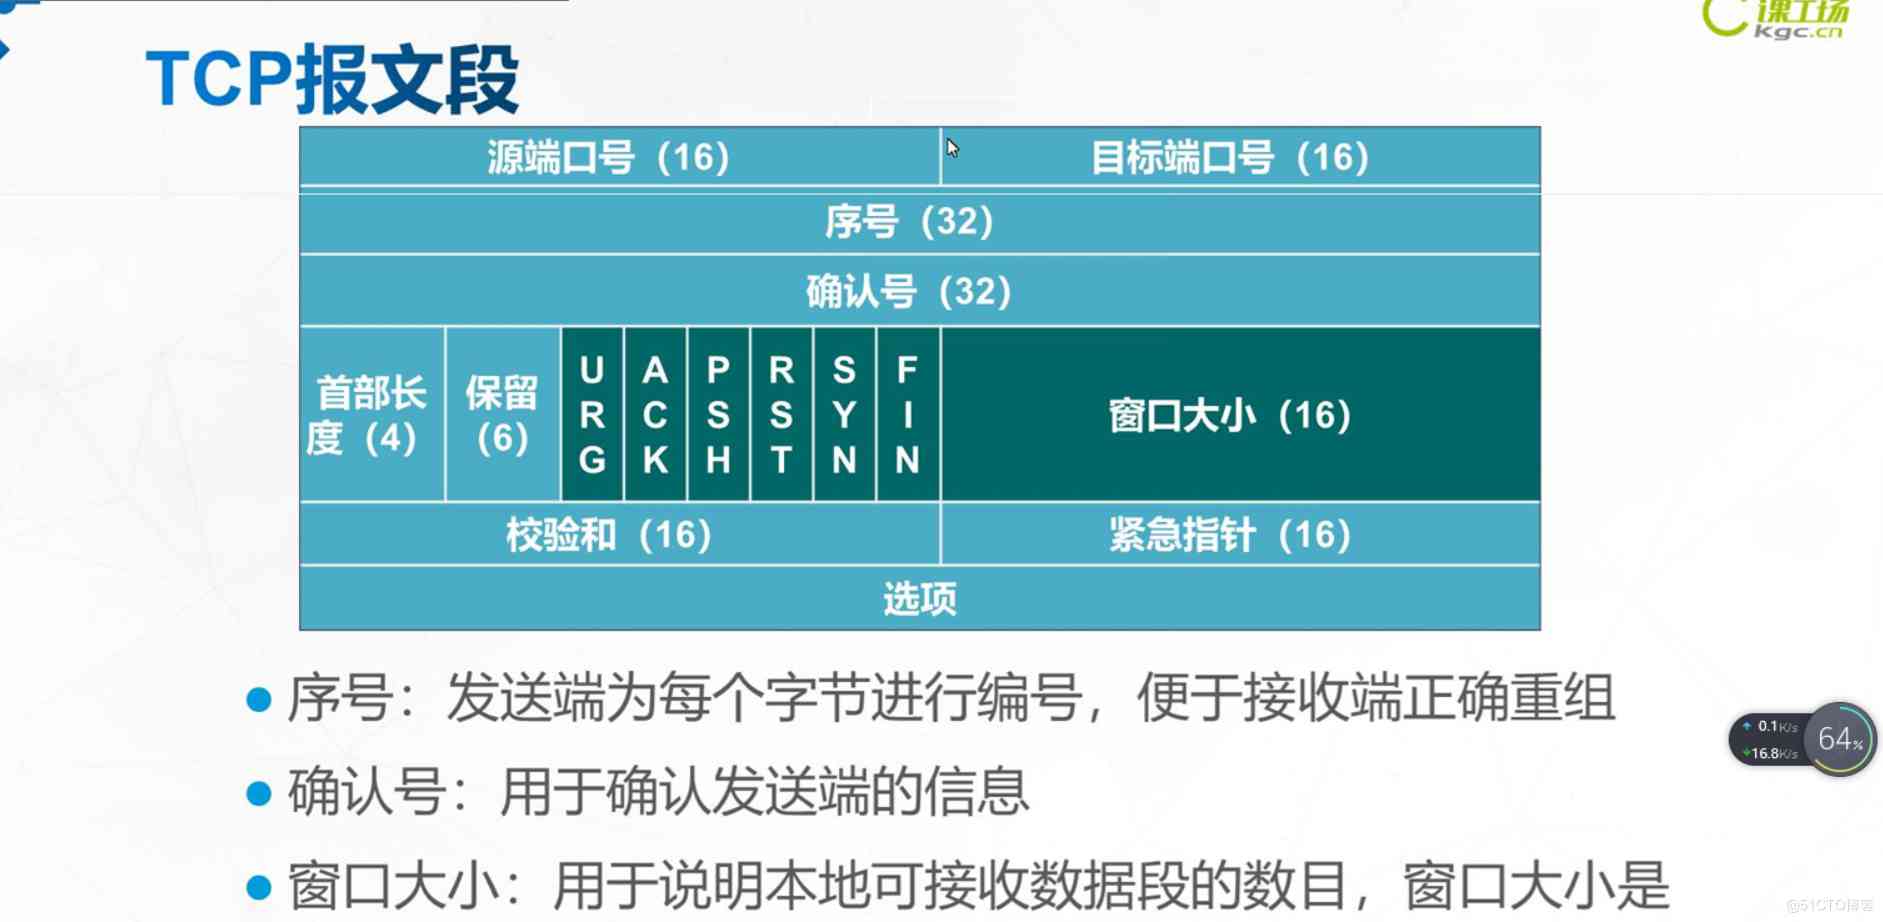 课工场
kgc.cn
TCP报文段
源端口号（16） 目标端口号（16）
序号（32）
确认号（32）
首部长度（4） 保留（6） URG ACK PSH RST SYN FIN 窗口大小（16）
校验和（16） 紧急指针（16）
选项
序号：发送端为每个字节进行编号，便于接收端正确重组
确认号：用于确认发送端的信息
窗口大小：用于说明本地可接收数据段的数目，窗口大小是
0.1K/s
16.8K/s
64%
@51CTO博客